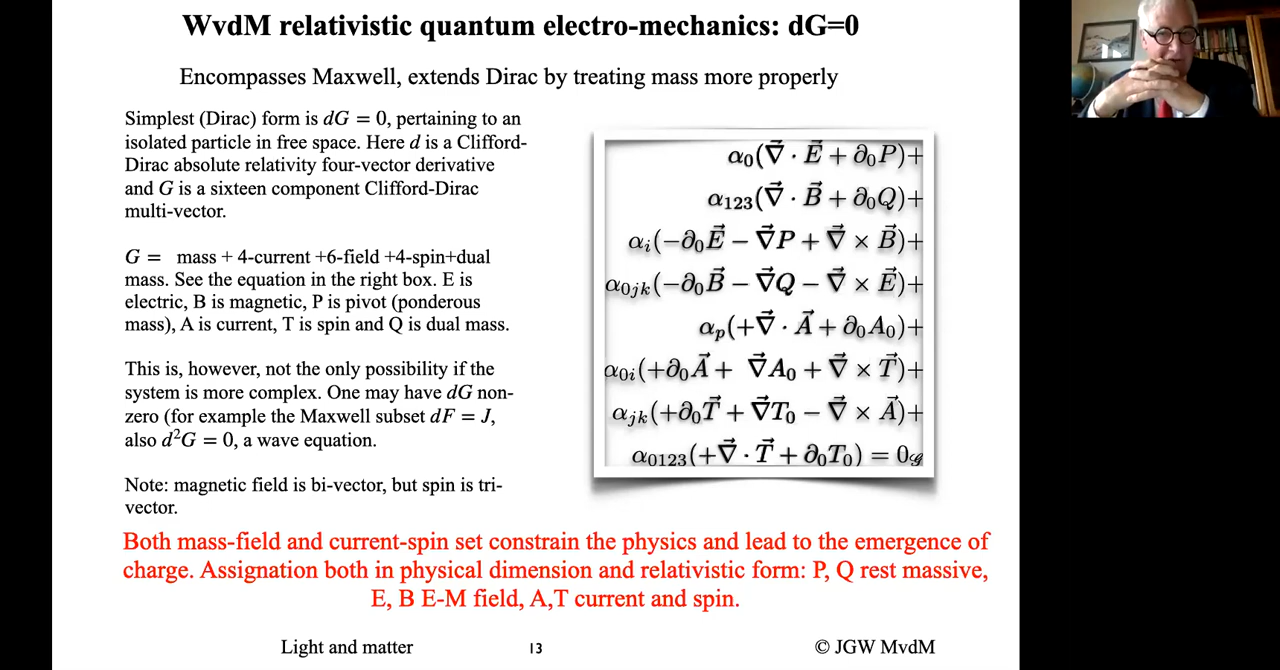 WvdM relativistic quantum electro-mechanics: dG=0
Encompasses Maxwell, extends Dirac by treating mass more properly
Simplest (Dirac) form is dG = 0, pertaining to an
isolated particle in free space. Here d is a Clifford-
Dirac absolute relativity four-vector derivative
and G is a sixteen component Clifford-Dirac
multi-vector.
G = mass + 4-current +6-field +4-spin+dual
mass. See the equation in the right box. E is
electric, B is magnetic, P is pivot (ponderous
mass), A is current, T is spin and Q is dual mass.
This is, however, not the only possibility if the
system is more complex. One may have dG non-
zero (for example the Maxwell subset dF = J,
also d²G = 0, a wave equation.
Note: magnetic field is bi-vector, but spin is tri-
vector.
α₀(∇⃗ · E⃗ + ∂₀P)+
α₁₂₃(∇⃗ · B⃗ + ∂₀Q)+
αᵢ(−∂₀E⃗ − ∇⃗P + ∇⃗ × B⃗)+
α₀ⱼₖ(−∂₀B⃗ − ∇⃗Q − ∇⃗ × E⃗)+
αₚ(+∇⃗ · A⃗ + ∂₀A₀)+
α₀ᵢ(+∂₀A⃗ + ∇⃗A₀ + ∇⃗ × T⃗)+
αⱼₖ(+∂₀T⃗ + ∇⃗T₀ − ∇⃗ × A⃗)+
α₀₁₂₃(+∇⃗ · T⃗ + ∂₀T₀) = 0𝒢
Both mass-field and current-spin set constrain the physics and lead to the emergence of
charge. Assignation both in physical dimension and relativistic form: P, Q rest massive,
E, B E-M field, A,T current and spin.
Light and matter 13 © JGW MvdM